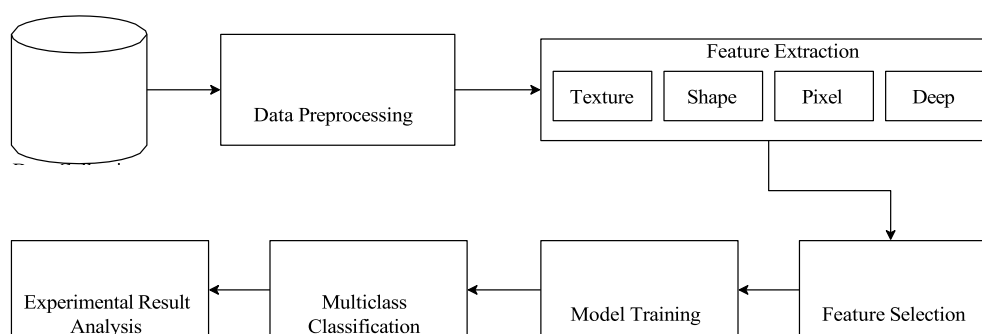 Feature Extraction
Texture
Shape
Pixel
Deep
Data Preprocessing
Experimental Result
Analysis
Multiclass
Classification
Model Training
Feature Selection